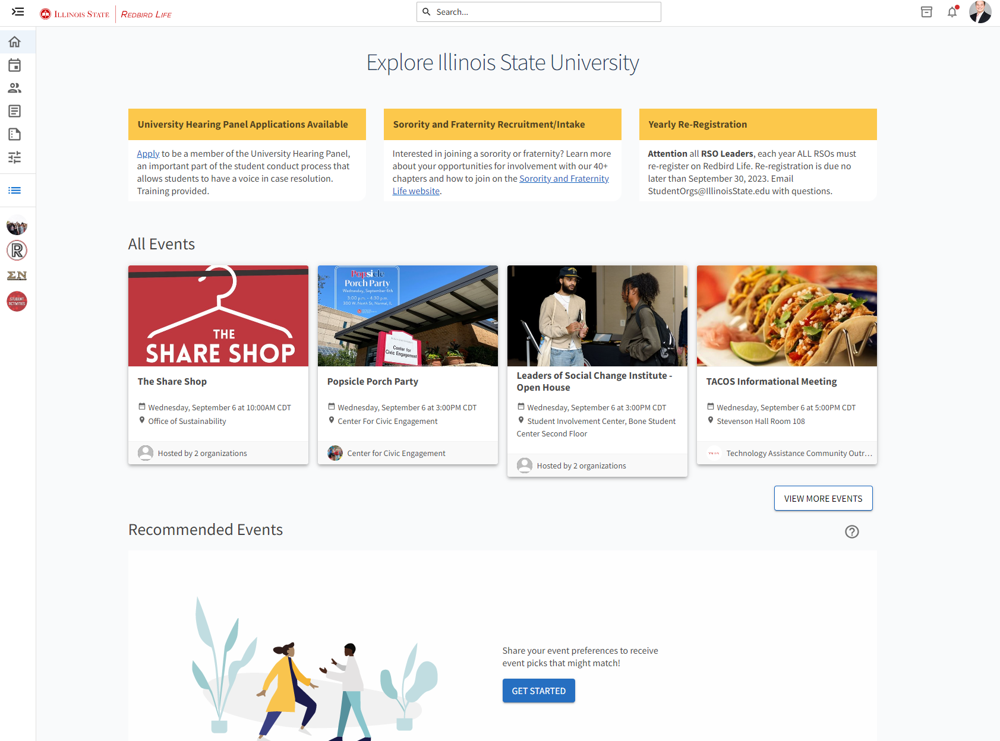 ILLINOIS STATE REDBIRD LIFE
Search...
Explore Illinois State University
University Hearing Panel Applications Available
Apply to be a member of the University Hearing Panel,
an important part of the student conduct process that
allows students to have a voice in case resolution.
Training provided.
Sorority and Fraternity Recruitment/Intake
Interested in joining a sorority or fraternity? Learn more
about your opportunities for involvement with our 40+
chapters and how to join on the Sorority and Fraternity
Life website.
Yearly Re-Registration
Attention all RSO Leaders, each year ALL RSOs must
re-register on Redbird Life. Re-registration is due no
later than September 30, 2023. Email
StudentOrgs@IllinoisState.edu with questions.
R
ΣΝ
STUDENT
ACTIVITIES
All Events
THE
SHARE SHOP
The Share Shop
Wednesday, September 6 at 10:00AM CDT
Office of Sustainability
Hosted by 2 organizations
Popsicle
Porch Party
Wednesday, September 6th
3:00 p.m. - 4:30 p.m.
300 W. North St. Normal, IL
Center for
Civic Engagement
Popsicle Porch Party
Wednesday, September 6 at 3:00PM CDT
Center For Civic Engagement
Center for Civic Engagement
Leaders of Social Change Institute -
Open House
Wednesday, September 6 at 3:00PM CDT
Student Involvement Center, Bone Student
Center Second Floor
Hosted by 2 organizations
TACOS Informational Meeting
Wednesday, September 6 at 5:00PM CDT
Stevenson Hall Room 108
Technology Assistance Community Outr...
VIEW MORE EVENTS
Recommended Events
Share your event preferences to receive
event picks that might match!
GET STARTED